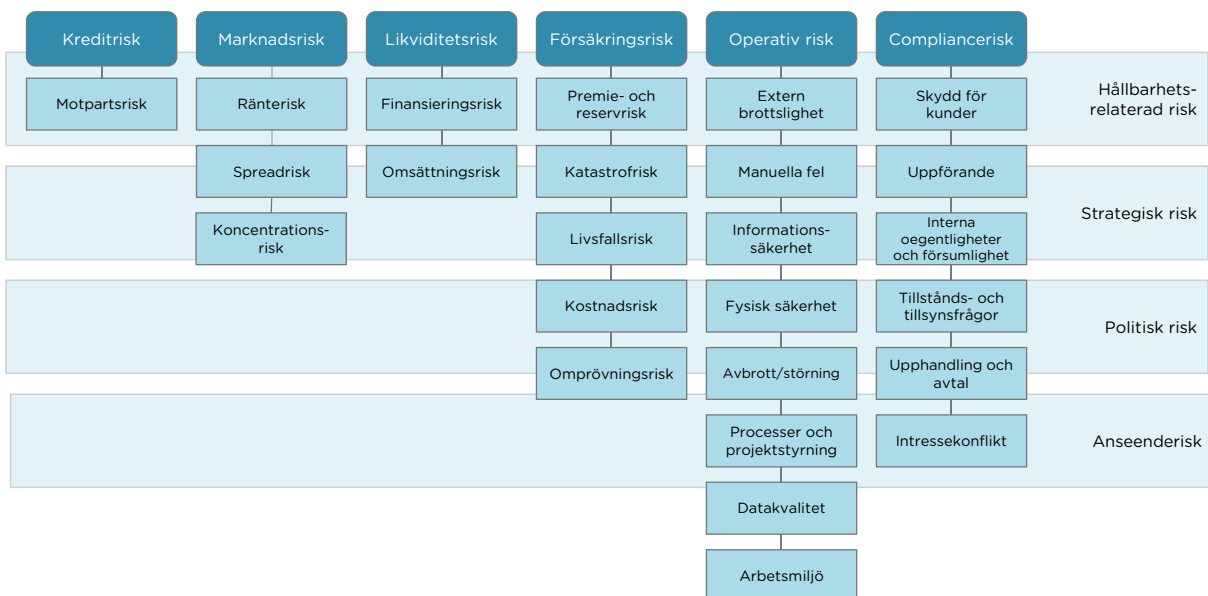 Kreditrisk
Marknadsrisk
Likviditetsrisk
Försäkringsrisk
Operativ risk
Compliancerisk
Motpartsrisk
Ränterisk
Finansieringsrisk
Premie- och
reservrisk
Extern
brottslighet
Skydd för
kunder
Hållbarhets-
relaterad risk
Spreadrisk
Omsättningsrisk
Katastrofrisk
Manuella fel
Uppförande
Koncentrations-
risk
Livsfallsrisk
Informations-
säkerhet
Interna
oegentligheter
och försumlighet
Strategisk risk
Kostnadsrisk
Fysisk säkerhet
Tillstånds- och
tillsynsfrågor
Politisk risk
Omprövningsrisk
Avbrott/störning
Upphandling och
avtal
Processer och
projektstyrning
Intressekonflikt
Anseenderisk
Datakvalitet
Arbetsmiljö